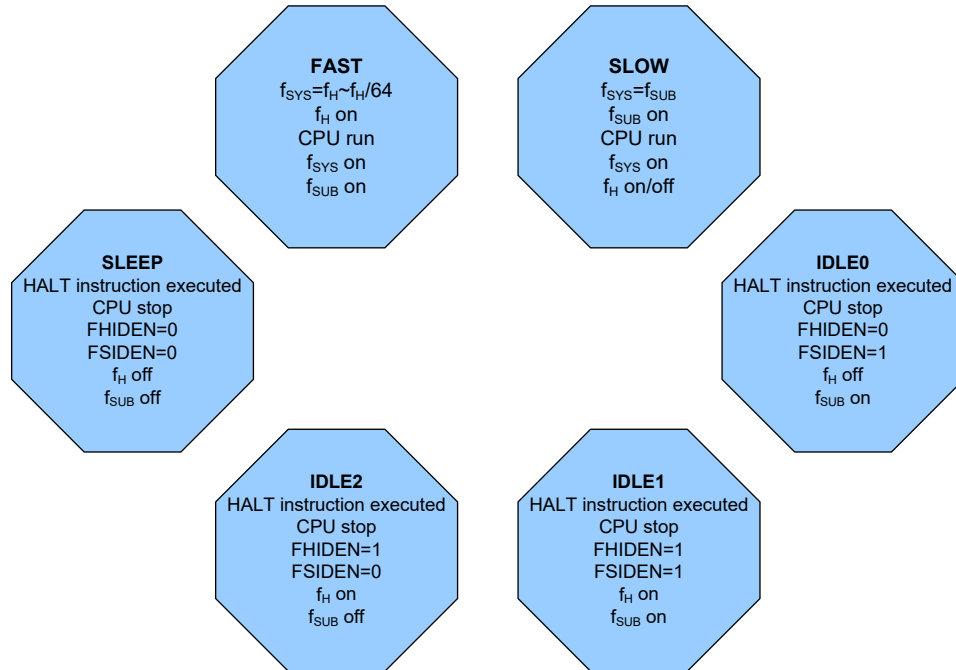 FAST
fSYS=fH~fH/64
fH on
CPU run
fSYS on
fSUB on
SLOW
fSYS=fSUB
fSUB on
CPU run
fSYS on
fH on/off
SLEEP
HALT instruction executed
CPU stop
FHIDEN=0
FSIDEN=0
fH off
fSUB off
IDLE0
HALT instruction executed
CPU stop
FHIDEN=0
FSIDEN=1
fH off
fSUB on
IDLE2
HALT instruction executed
CPU stop
FHIDEN=1
FSIDEN=0
fH on
fSUB off
IDLE1
HALT instruction executed
CPU stop
FHIDEN=1
FSIDEN=1
fH on
fSUB on